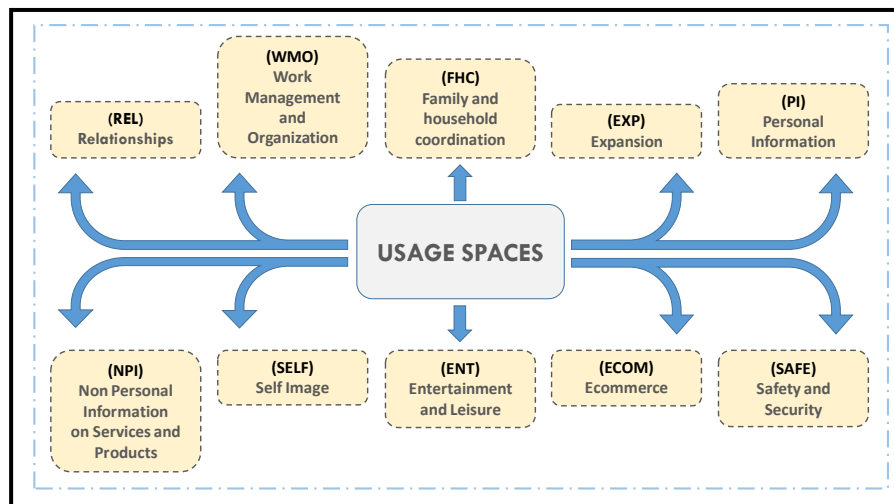 (REL)
Relationships
(WMO)
Work
Management
and
Organization
(FHC)
Family and
household
coordination
(EXP)
Expansion
(PI)
Personal
Information
USAGE SPACES
(NPI)
Non Personal
Information
on Services and
Products
(SELF)
Self Image
(ENT)
Entertainment
and Leisure
(ECOM)
Ecommerce
(SAFE)
Safety and
Security